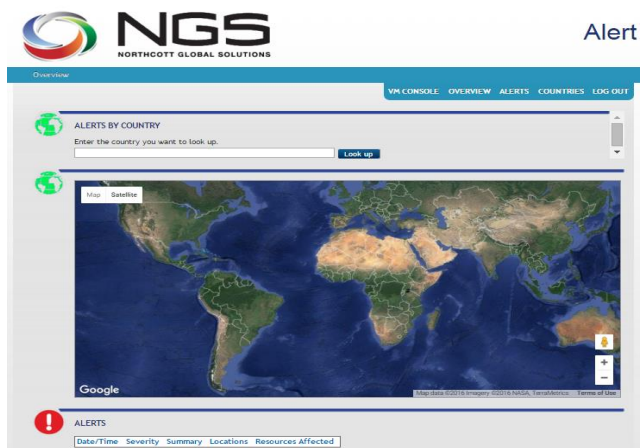 NGS
NORTHCOTT GLOBAL SOLUTIONS
Alert
Overview
VM CONSOLE OVERVIEW ALERTS COUNTRIES LOG OUT
ALERTS BY COUNTRY
Enter the country you want to look up.
Look up
Map Satellite
Google
Map data ©2016 Imagery ©2016 NASA, TerraMetrics Terms of Use
ALERTS
Date/Time Severity Summary Locations Resources Affected